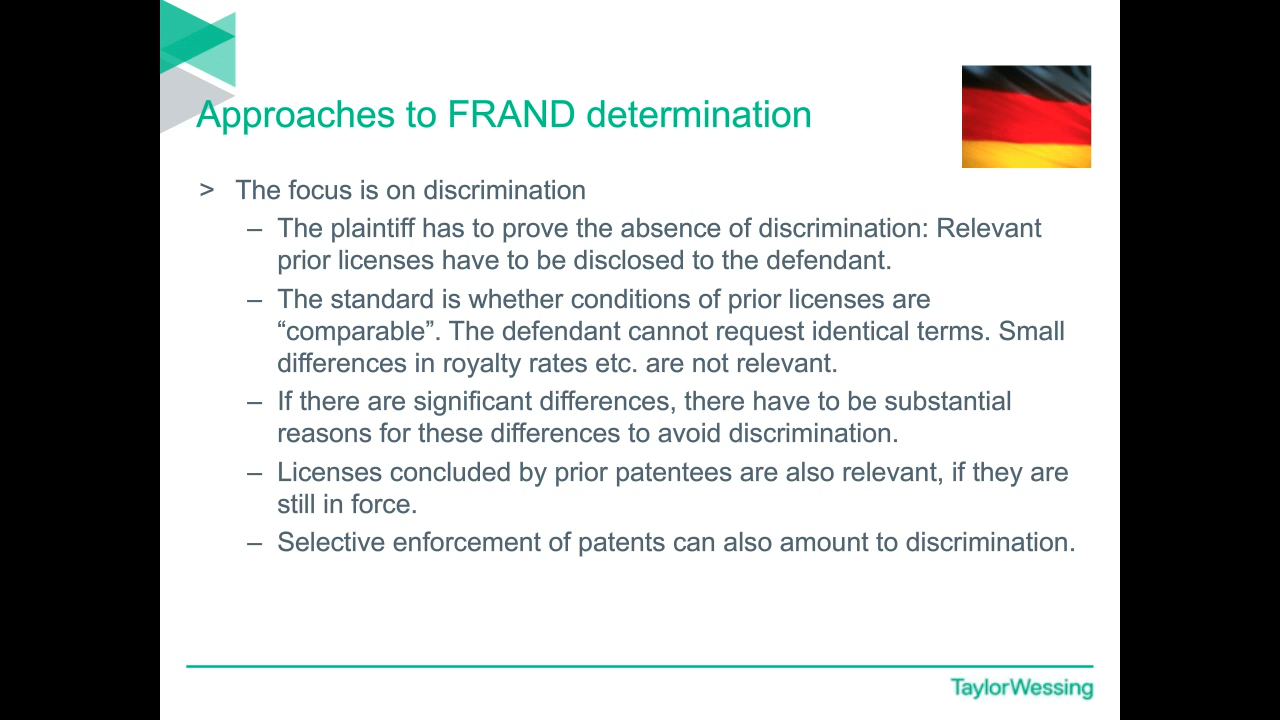 Approaches to FRAND determination
> The focus is on discrimination
– The plaintiff has to prove the absence of discrimination: Relevant
prior licenses have to be disclosed to the defendant.
– The standard is whether conditions of prior licenses are
“comparable”. The defendant cannot request identical terms. Small
differences in royalty rates etc. are not relevant.
– If there are significant differences, there have to be substantial
reasons for these differences to avoid discrimination.
– Licenses concluded by prior patentees are also relevant, if they are
still in force.
– Selective enforcement of patents can also amount to discrimination.
TaylorWessing